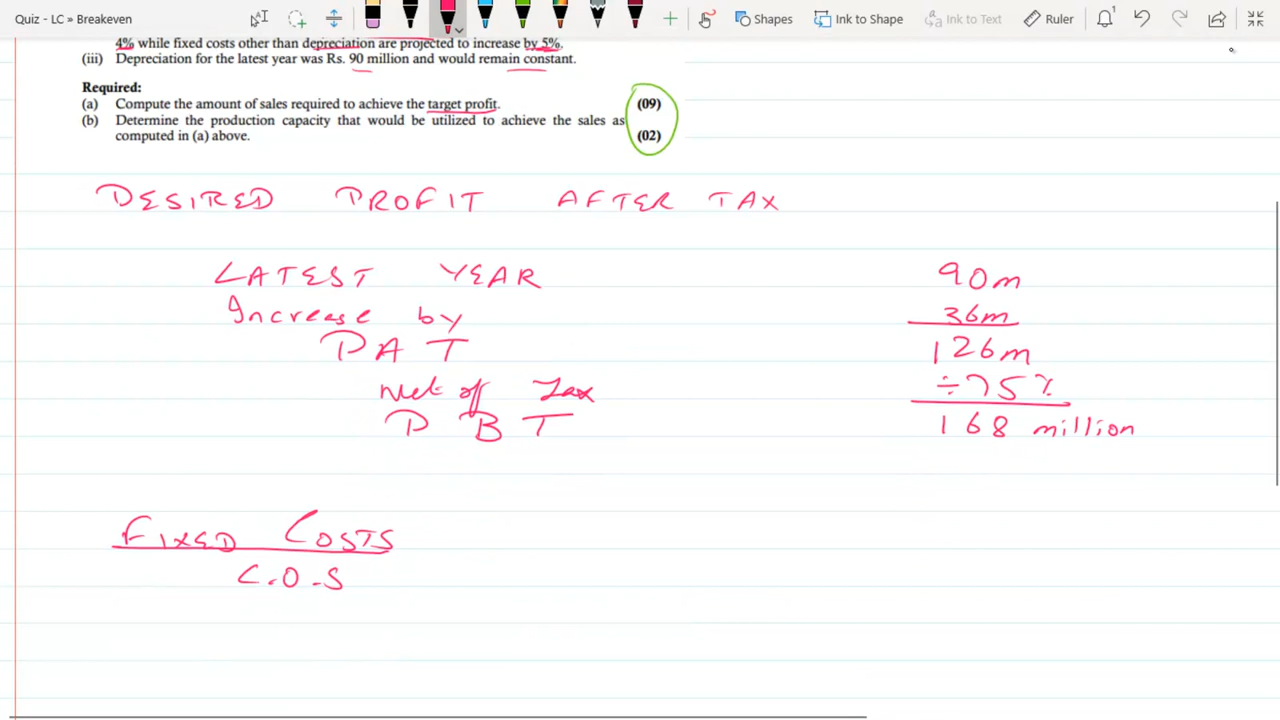 Quiz - LC » Breakeven
Shapes Ink to Shape Ink to Text Ruler 1
4% while fixed costs other than depreciation are projected to increase by 5%.
(iii) Depreciation for the latest year was Rs. 90 million and would remain constant.
Required:
(a) Compute the amount of sales required to achieve the target profit. (09)
(b) Determine the production capacity that would be utilized to achieve the sales as
computed in (a) above. (02)
DESIRED PROFIT AFTER TAX
LATEST YEAR 90m
Increase by 36m
PAT 126m
Net of Tax ÷75%
PBT 168 million
FIXED COSTS
C.O.S